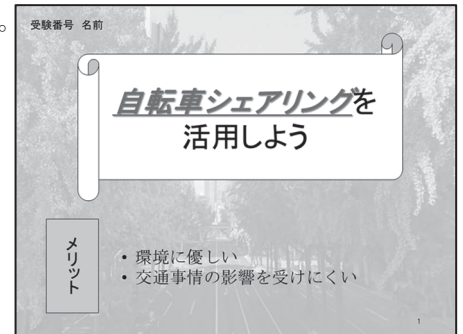 受験番号 名前
自転車シェアリングを
活用しよう
メリット
• 環境に優しい
• 交通事情の影響を受けにくい
1